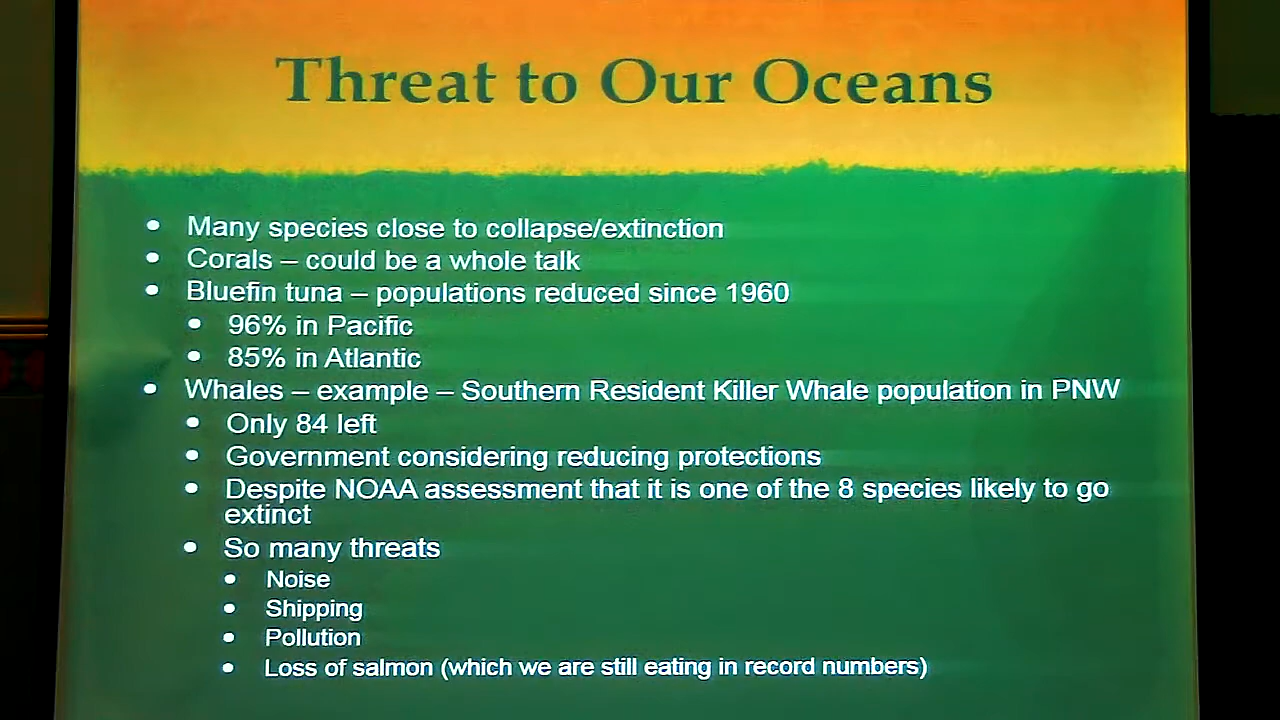 Threat to Our Oceans
• Many species close to collapse/extinction
• Corals – could be a whole talk
• Bluefin tuna – populations reduced since 1960
• 96% in Pacific
• 85% in Atlantic
• Whales – example – Southern Resident Killer Whale population in PNW
• Only 84 left
• Government considering reducing protections
• Despite NOAA assessment that it is one of the 8 species likely to go
extinct
• So many threats
• Noise
• Shipping
• Pollution
• Loss of salmon (which we are still eating in record numbers)